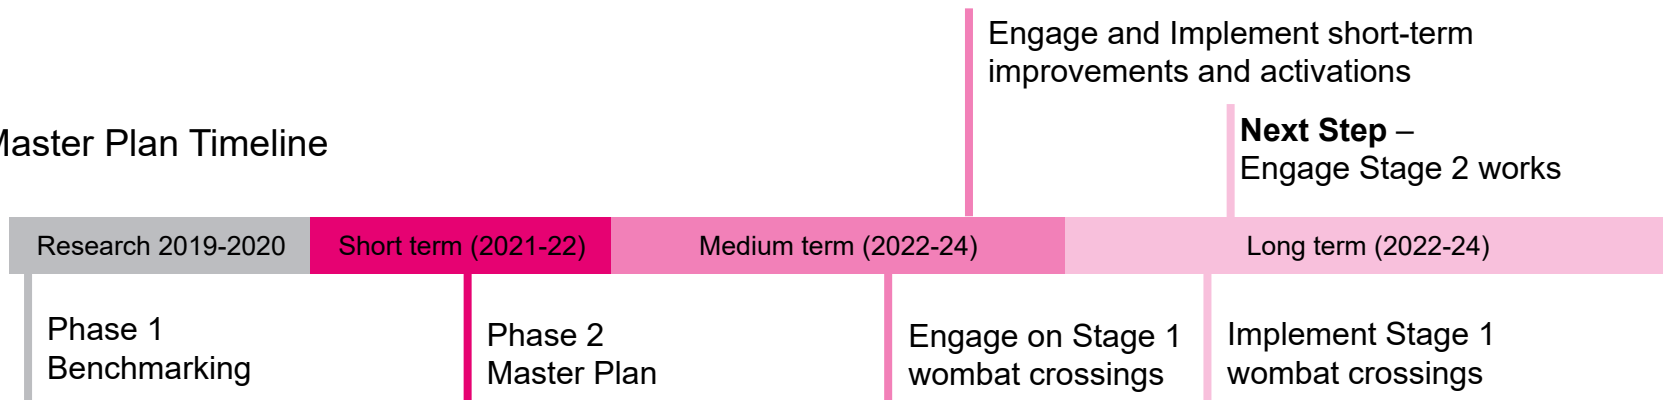 Engage and Implement short-term
improvements and activations
Master Plan Timeline
Next Step –
Engage Stage 2 works
Research 2019-2020
Short term (2021-22)
Medium term (2022-24)
Long term (2022-24)
Phase 1
Benchmarking
Phase 2
Master Plan
Engage on Stage 1
wombat crossings
Implement Stage 1
wombat crossings